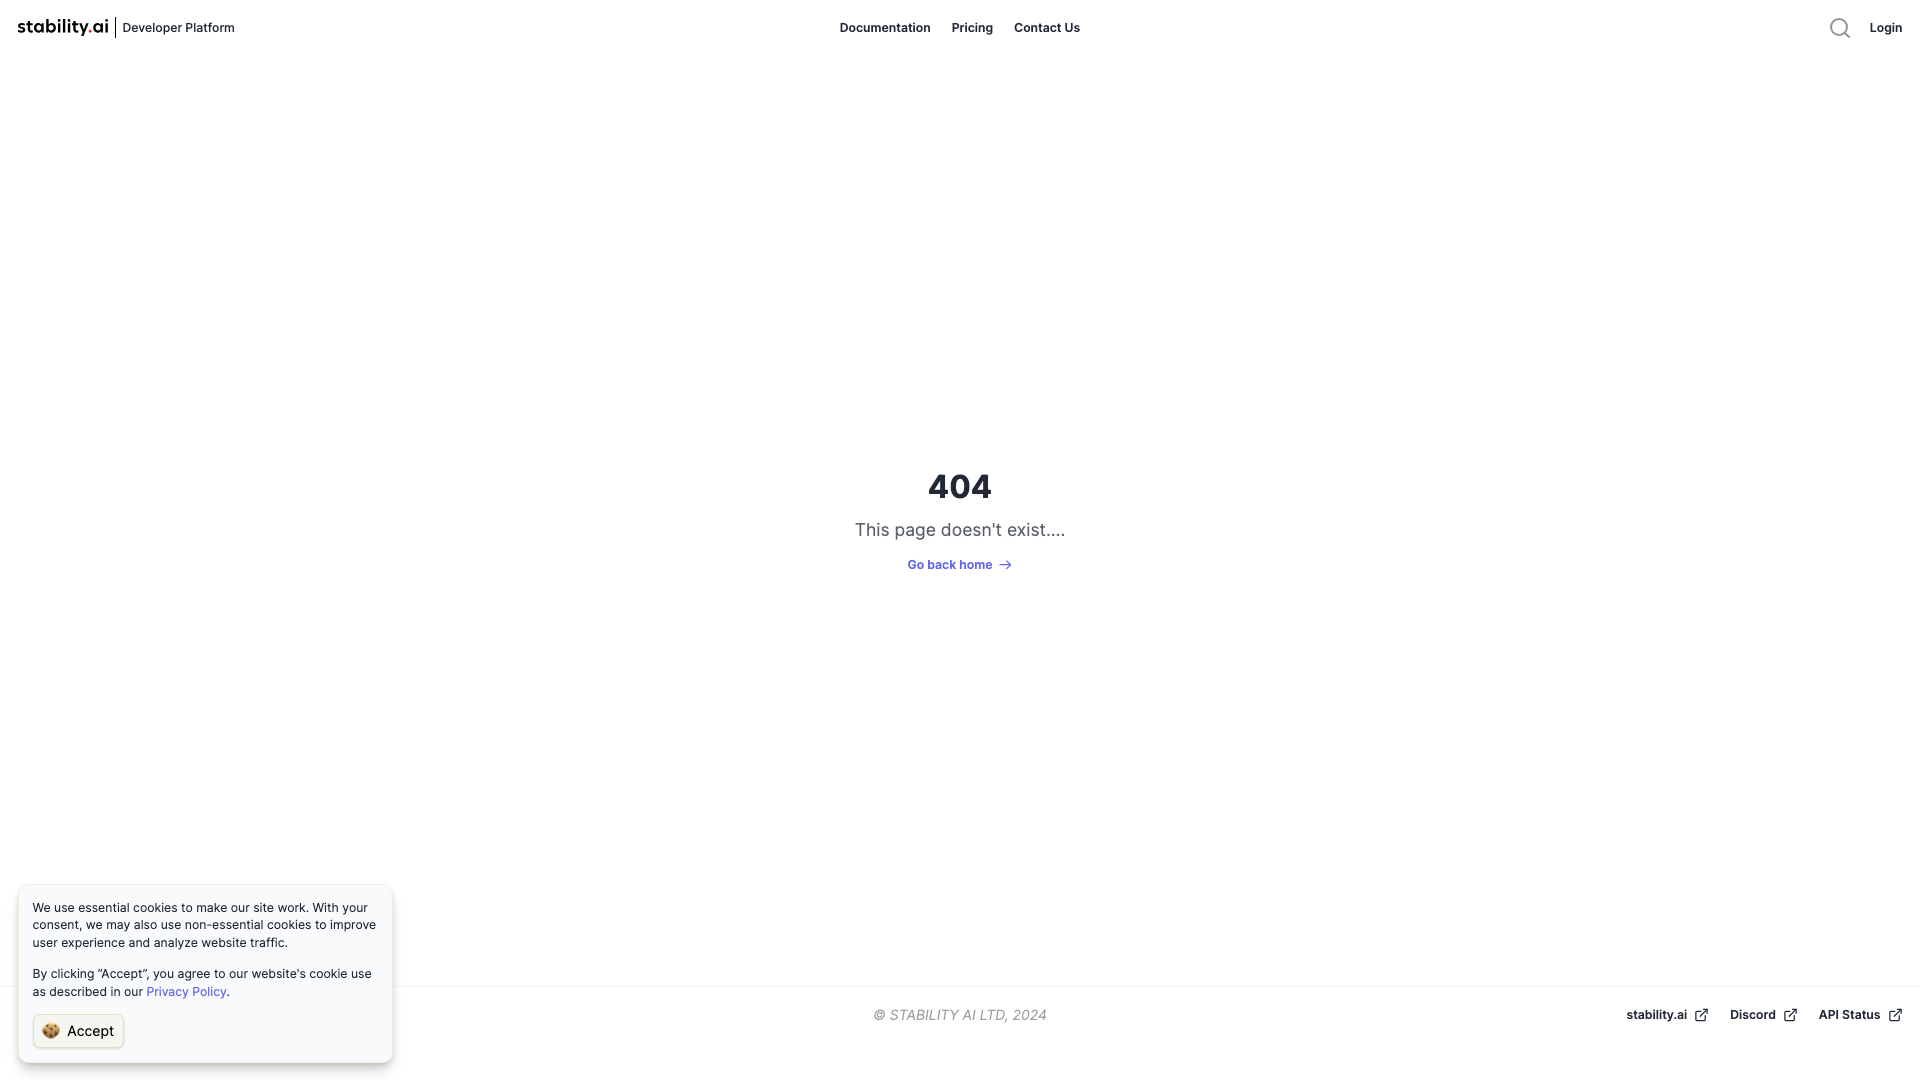 stability.ai | Developer Platform
Documentation
Pricing
Contact Us
Login
404
This page doesn't exist....
Go back home
We use essential cookies to make our site work. With your
consent, we may also use non-essential cookies to improve
user experience and analyze website traffic.
By clicking “Accept”, you agree to our website's cookie use
as described in our Privacy Policy.
Accept
© STABILITY AI LTD, 2024
stability.ai
Discord
API Status